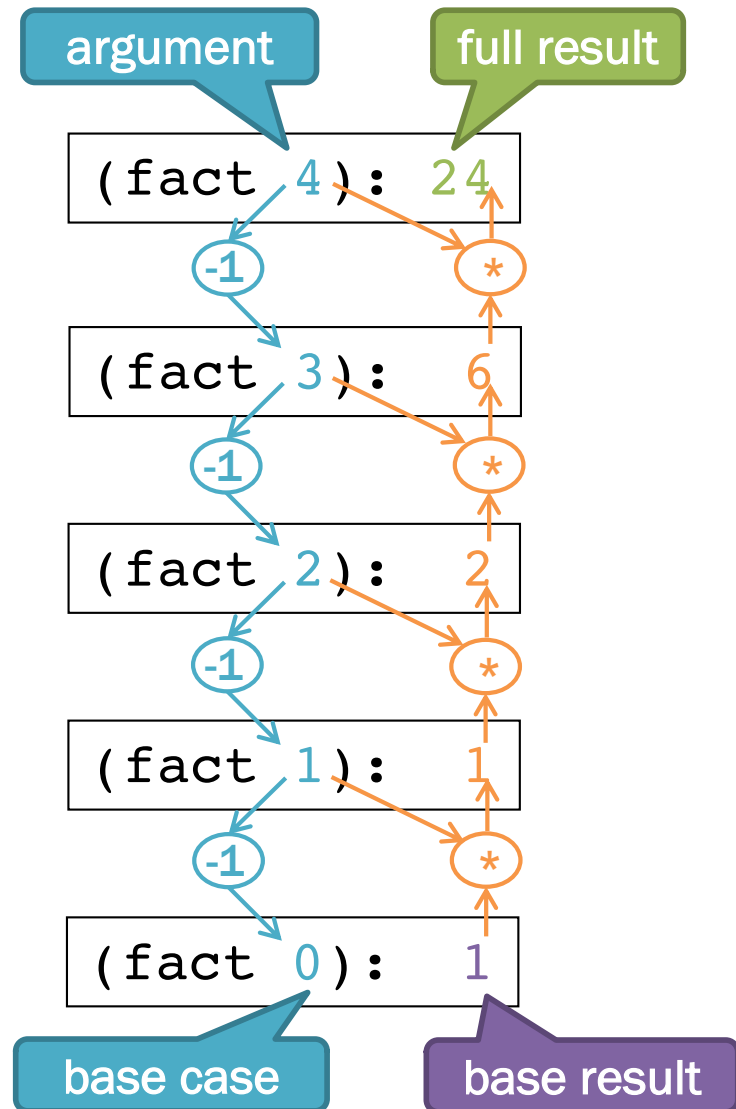 argument full result
(fact 4): 24
-1 *
(fact 3): 6
-1 *
(fact 2): 2
-1 *
(fact 1): 1
-1 *
(fact 0): 1
base case base result